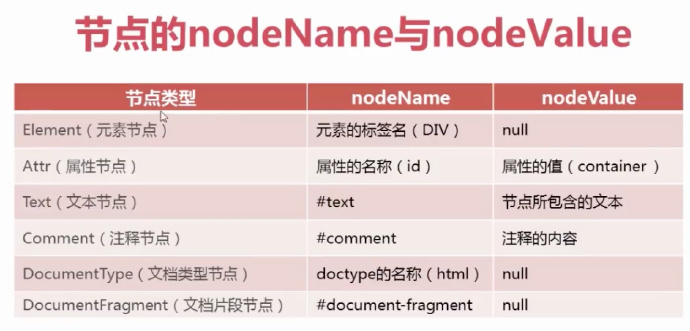 节点的nodeName与nodeValue
节点类型 nodeName nodeValue
Element（元素节点） 元素的标签名（DIV） null
Attr（属性节点） 属性的名称（id） 属性的值（container ）
Text（文本节点） #text 节点所包含的文本
Comment（注释节点） #comment 注释的内容
DocumentType（文档类型节点） doctype的名称（html） null
DocumentFragment（文档片段节点） #document-fragment null